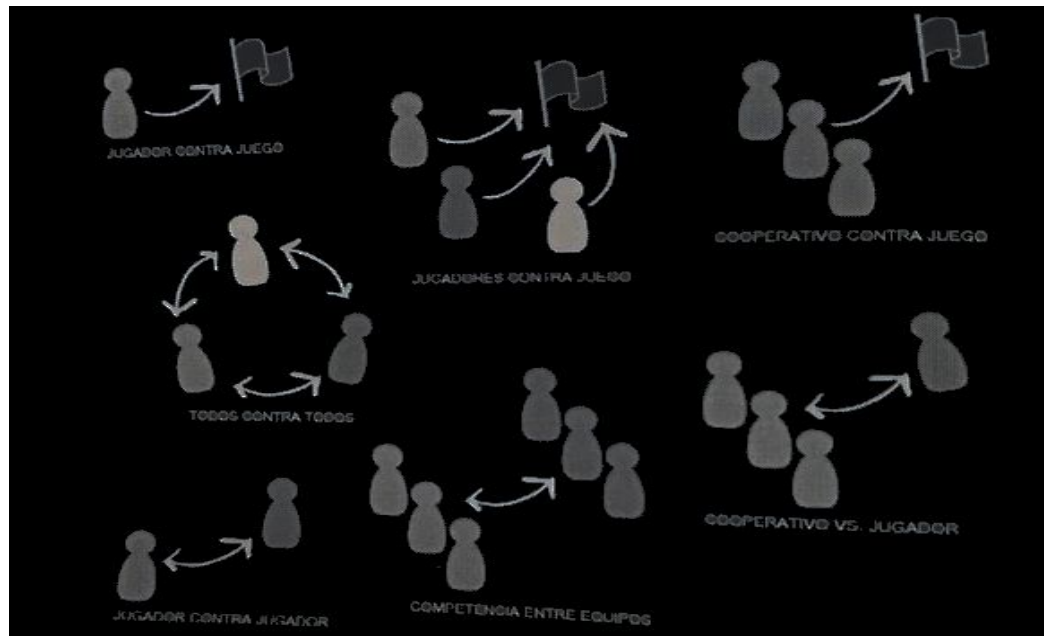 JUGADOR CONTRA JUEGO
JUGADORES CONTRA JUEGO
COOPERATIVO CONTRA JUEGO
TODOS CONTRA TODOS
COOPERATIVO VS. JUGADOR
JUGADOR CONTRA JUGADOR
COMPETENCIA ENTRE EQUIPOS